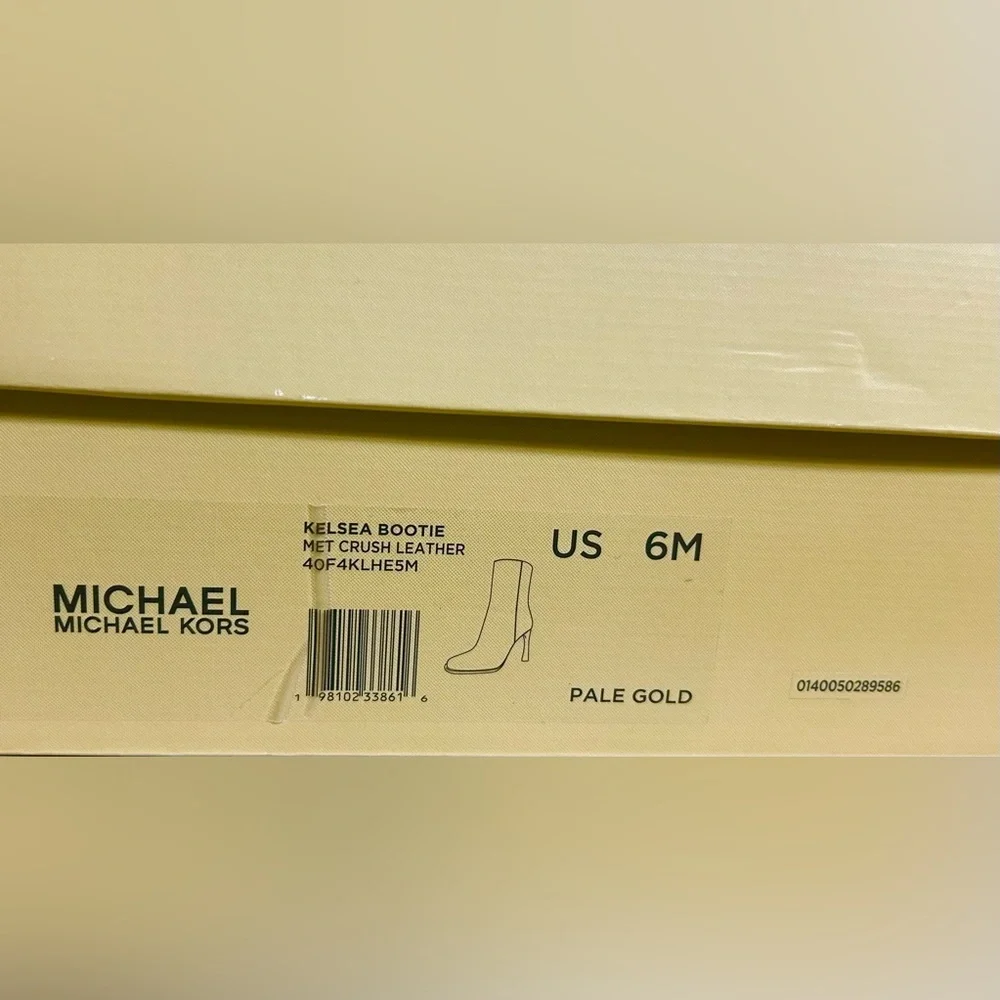 KELSEA BOOTIE
MET CRUSH LEATHER
40F4KLHE5M
US 6M
MICHAEL
MICHAEL KORS
1 98102 33861 6
PALE GOLD
0140050289586